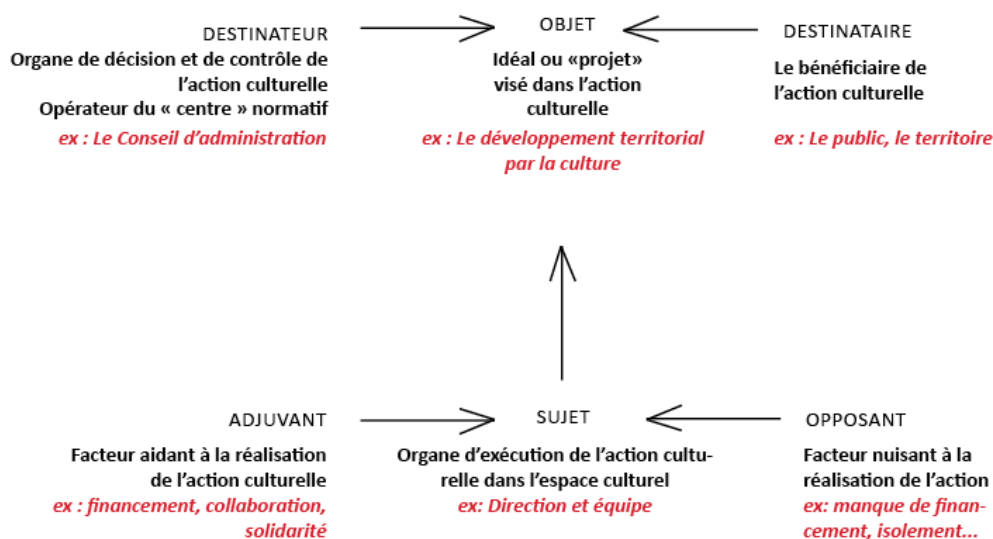 DESTINATEUR
Organe de décision et de contrôle de
l'action culturelle
Opérateur du « centre » normatif
ex : Le Conseil d'administration
OBJET
Idéal ou «projet»
visé dans l'action
culturelle
ex : Le développement territorial
par la culture
DESTINATAIRE
Le bénéficiaire de
l'action culturelle
ex : Le public, le territoire
ADJUVANT
Facteur aidant à la réalisation
de l'action culturelle
ex : financement, collaboration,
solidarité
SUJET
Organe d'exécution de l'action cultu-
relle dans l'espace culturel
ex: Direction et équipe
OPPOSANT
Facteur nuisant à la
réalisation de l'action
ex: manque de finan-
cement, isolement...